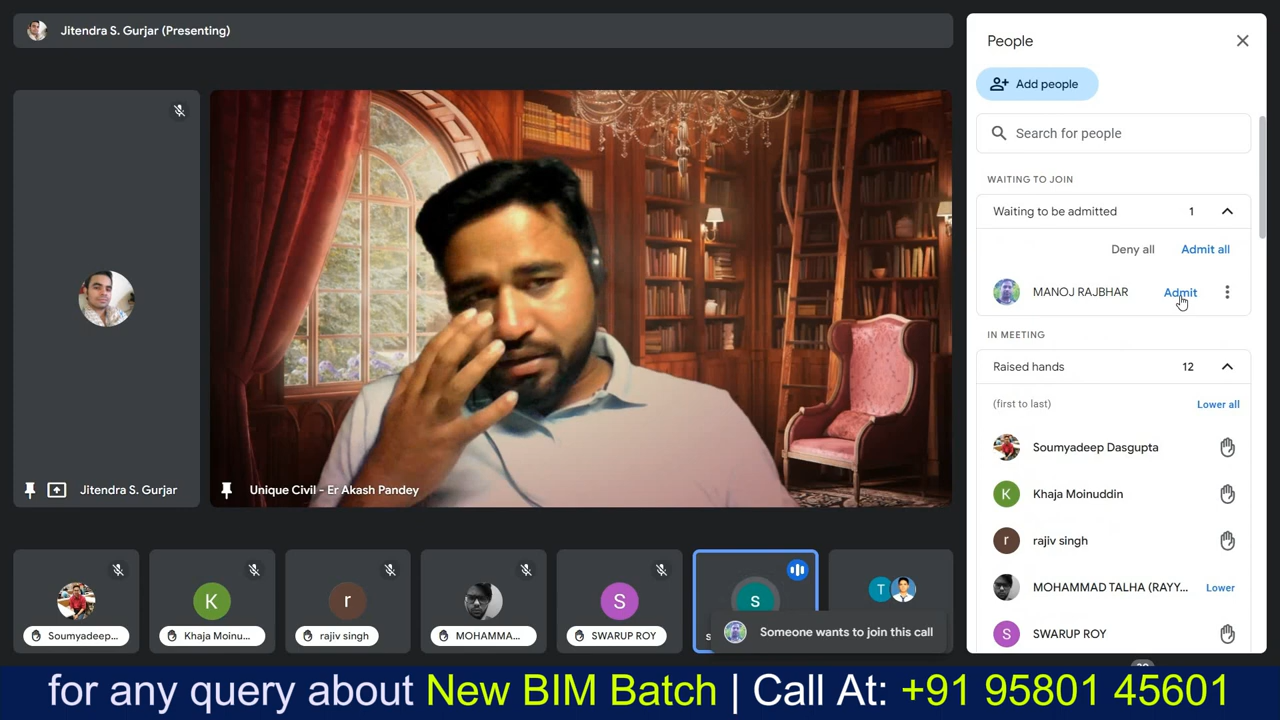 Jitendra S. Gurjar (Presenting)
Jitendra S. Gurjar
Unique Civil - Er Akash Pandey
Soumyadeep...
K
Khaja Moinu...
r
rajiv singh
MOHAMMA...
S
SWARUP ROY
s
s
T
Someone wants to join this call
People
Add people
Search for people
WAITING TO JOIN
Waiting to be admitted 1
Deny all Admit all
MANOJ RAJBHAR Admit
IN MEETING
Raised hands 12
(first to last) Lower all
Soumyadeep Dasgupta
K Khaja Moinuddin
r rajiv singh
MOHAMMAD TALHA (RAYY... Lower
S SWARUP ROY
for any query about New BIM Batch | Call At: +91 95801 45601